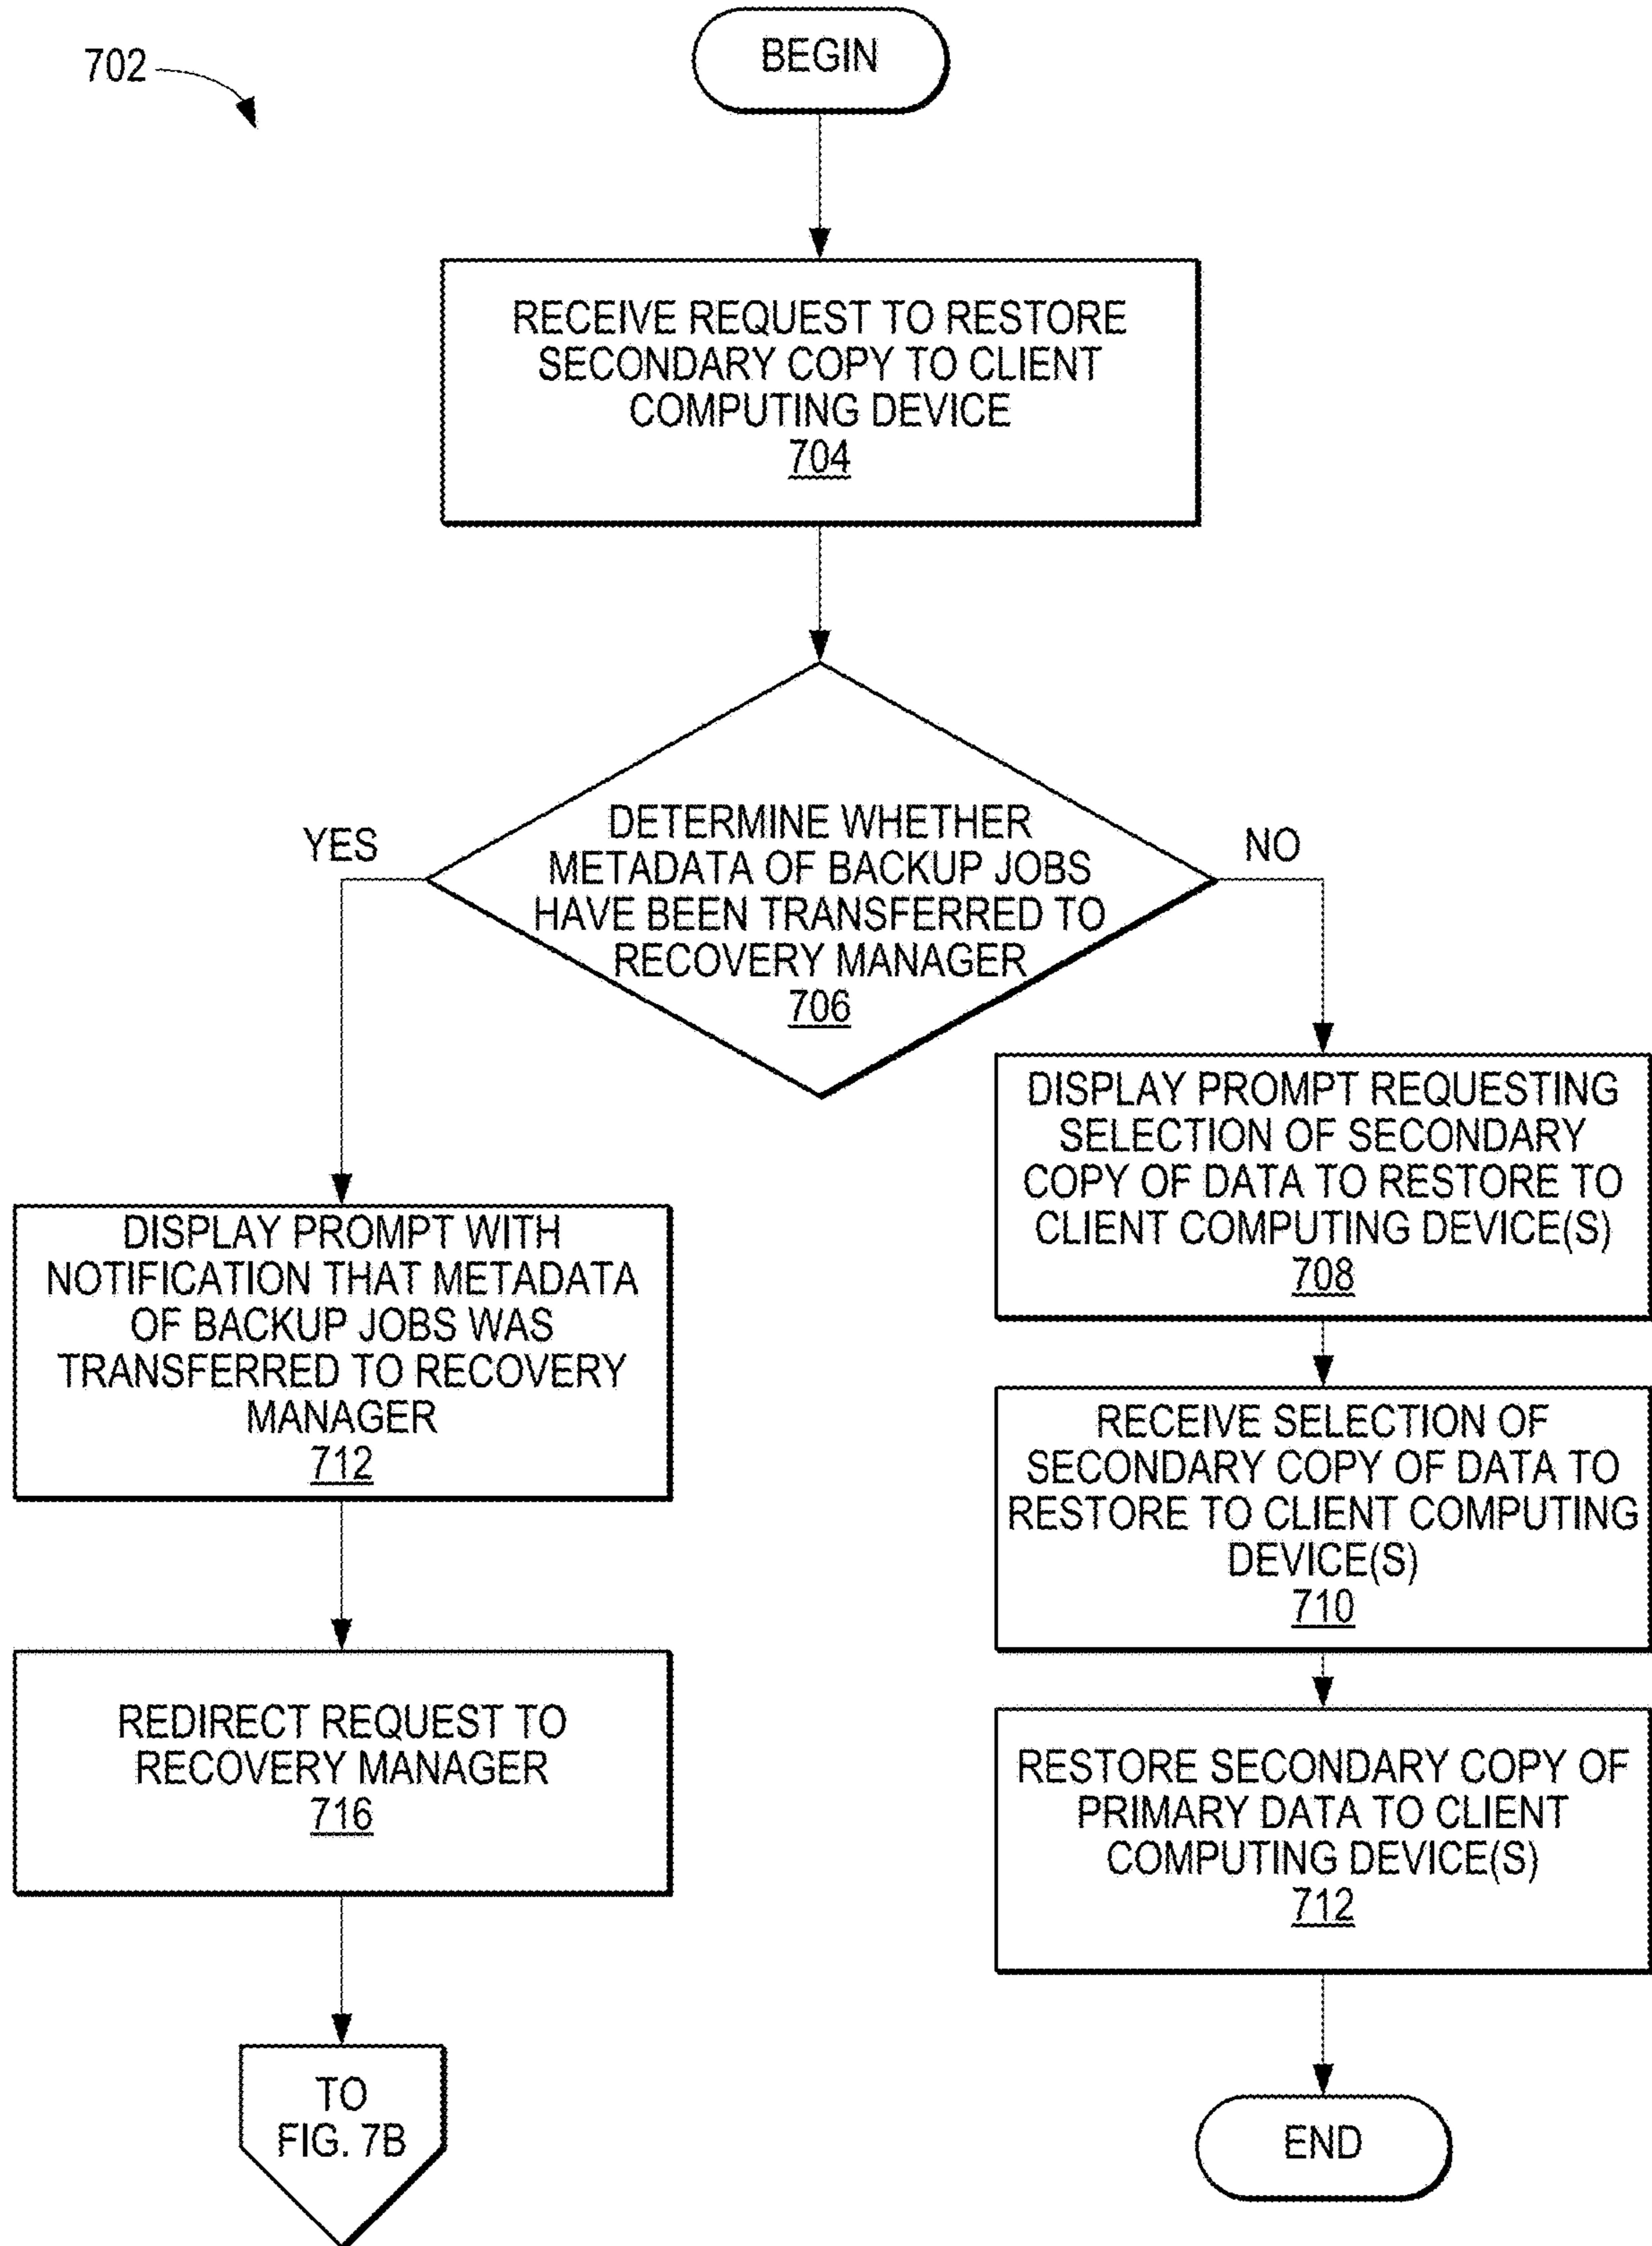 702
BEGIN
RECEIVE REQUEST TO RESTORE
SECONDARY COPY TO CLIENT
COMPUTING DEVICE
704
DETERMINE WHETHER
METADATA OF BACKUP JOBS
HAVE BEEN TRANSFERRED TO
RECOVERY MANAGER
706
YES
NO
DISPLAY PROMPT WITH
NOTIFICATION THAT METADATA
OF BACKUP JOBS WAS
TRANSFERRED TO RECOVERY
MANAGER
712
REDIRECT REQUEST TO
RECOVERY MANAGER
716
TO
FIG. 7B
DISPLAY PROMPT REQUESTING
SELECTION OF SECONDARY
COPY OF DATA TO RESTORE TO
CLIENT COMPUTING DEVICE(S)
708
RECEIVE SELECTION OF
SECONDARY COPY OF DATA TO
RESTORE TO CLIENT COMPUTING
DEVICE(S)
710
RESTORE SECONDARY COPY OF
PRIMARY DATA TO CLIENT
COMPUTING DEVICE(S)
712
END